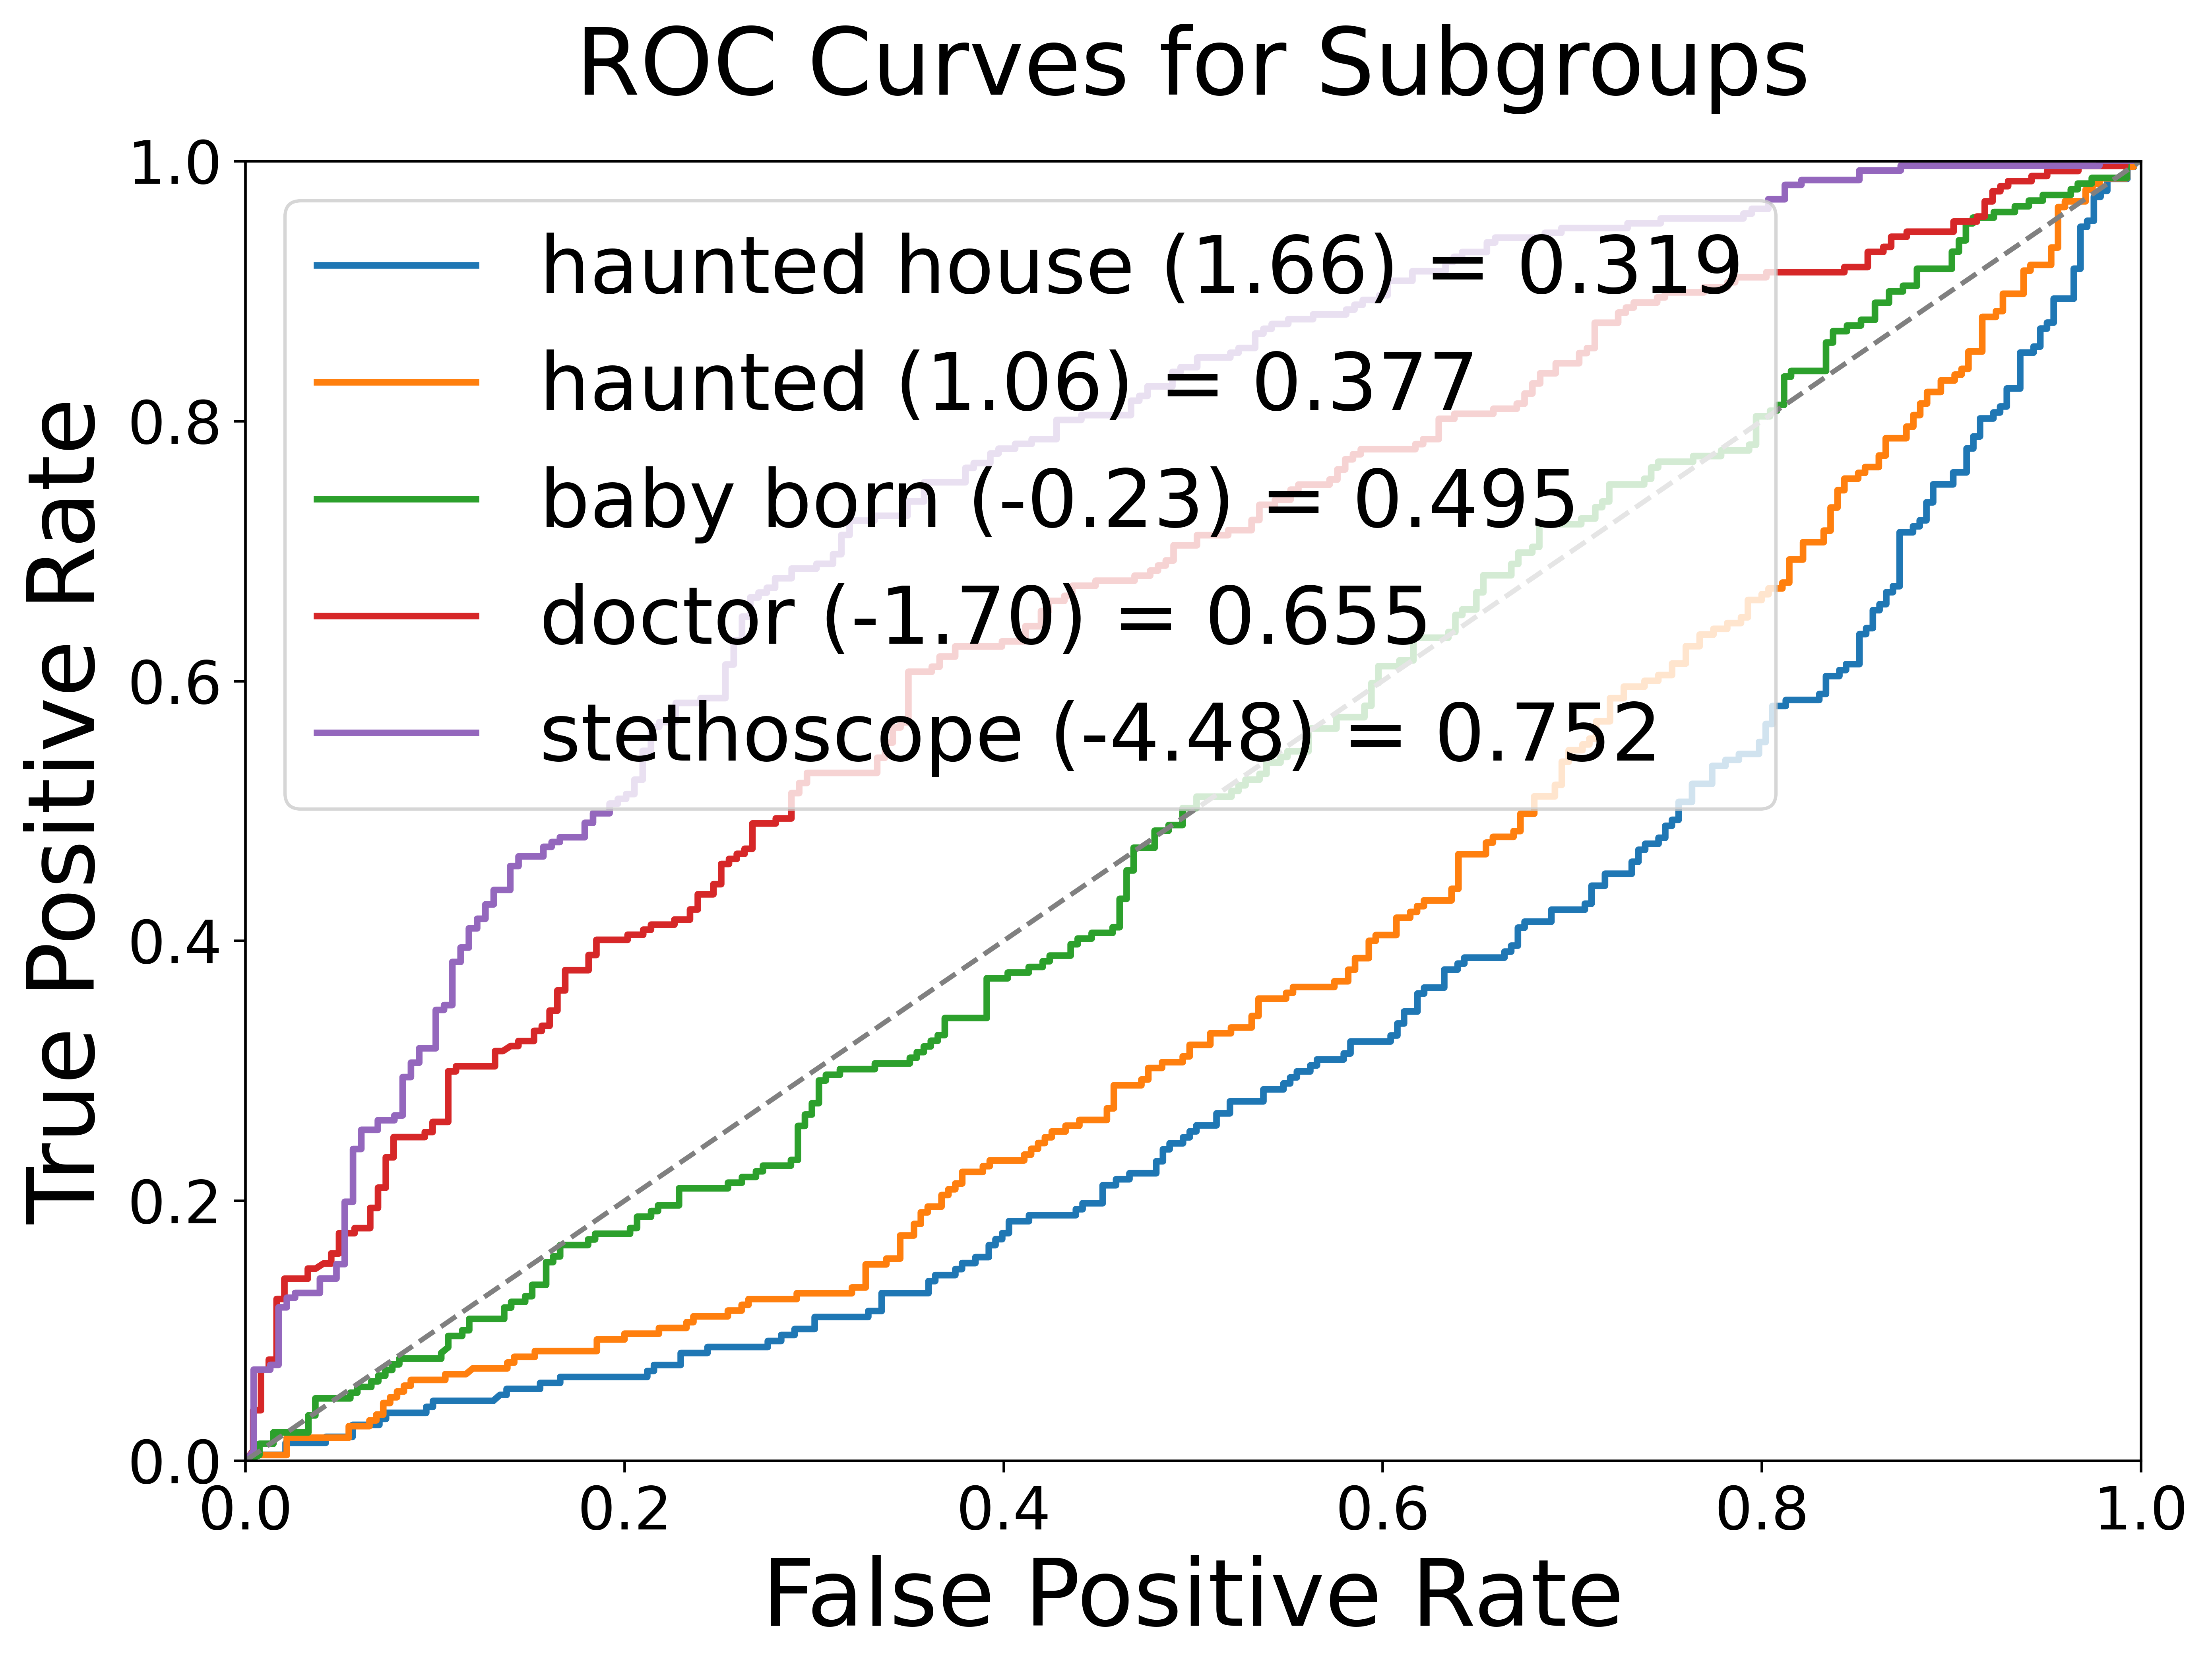 ROC Curves for Subgroups
True Positive Rate
1.0
0.8
0.6
0.4
0.2
0.0
haunted house (1.66) = 0.319
haunted (1.06) = 0.377
baby born (-0.23) = 0.495
doctor (-1.70) = 0.655
stethoscope (-4.48) = 0.752
0.0 0.2 0.4 0.6 0.8 1.0
False Positive Rate